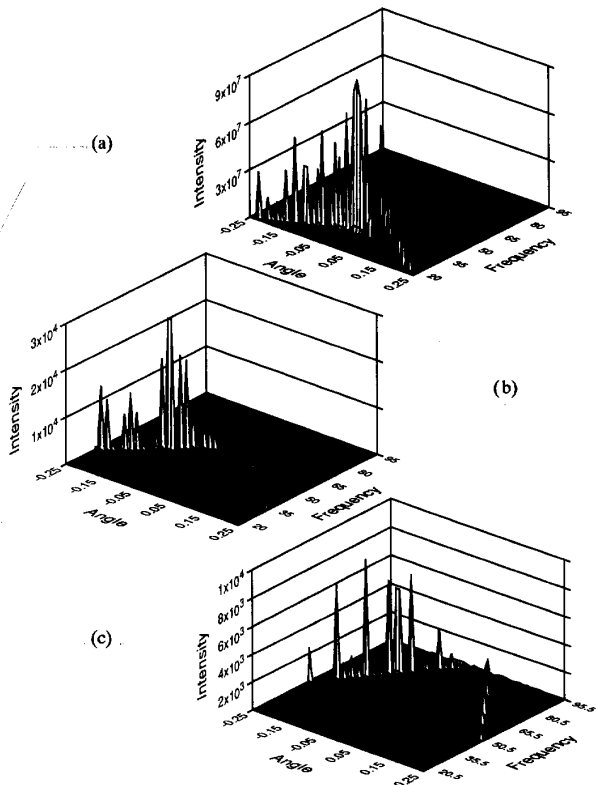 (a)
Intensity
9x10⁷
6x10⁷
3x10⁷
-0.25
-0.15
-0.05
0.05
0.15
0.25
Angle
95
Frequency
(b)
Intensity
3x10⁴
2x10⁴
1x10⁴
-0.25
-0.15
-0.05
0.05
0.15
0.25
Angle
95
Frequency
(c)
Intensity
1x10⁴
8x10³
6x10³
4x10³
2x10³
-0.25
-0.15
-0.05
0.05
0.15
0.25
Angle
20.5
35.5
50.5
65.5
80.5
95.5
Frequency